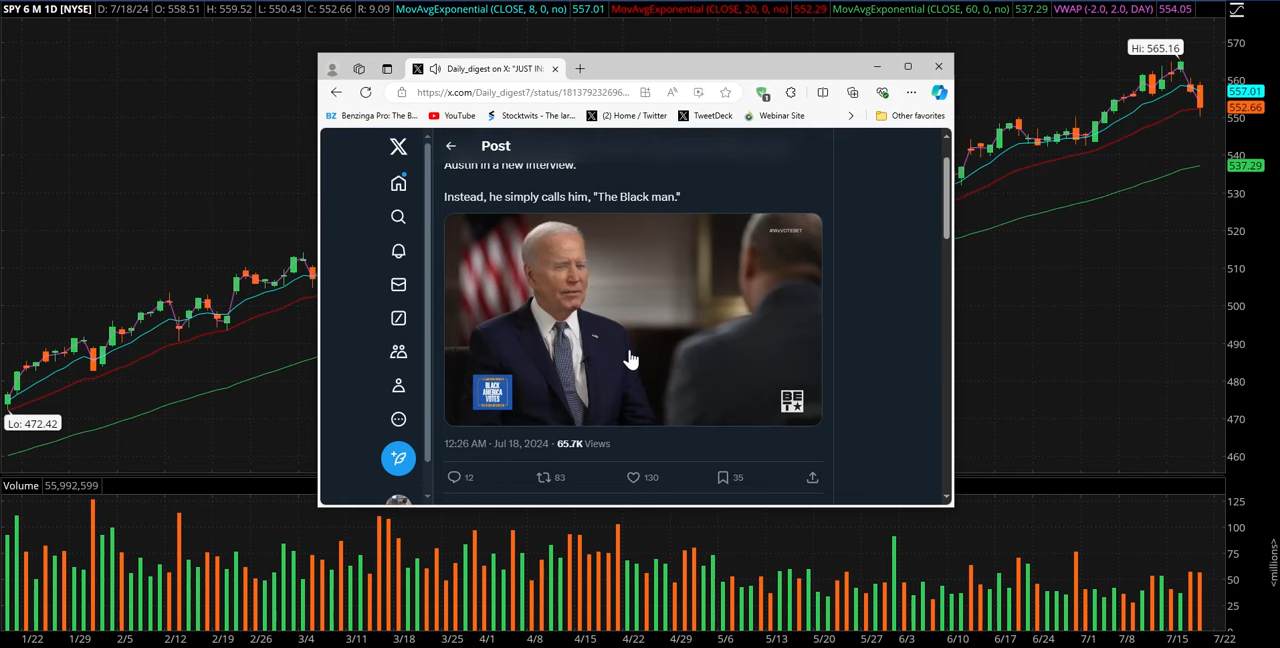 SPY 6 M 1D [NYSE] D: 7/18/24 O: 558.51 H: 559.52 L: 550.43 C: 552.66 R: 9.09 MovAvgExponential (CLOSE, 8, 0, no) 557.01 MovAvgExponential (CLOSE, 20, 0, no) 552.29 MovAvgExponential (CLOSE, 60, 0, no) 537.29 VWAP (-2.0, 2.0, DAY) 554.05
Hi: 565.16
570
560
557.01
552.66
550
540
537.29
530
520
510
500
490
480
470
460
Lo: 472.42
Daily_digest on X: "JUST IN:
https://x.com/Daily_digest7/status/181379232696...
1
Benzinga Pro: The B...
YouTube
Stocktwits - The lar...
(2) Home / Twitter
TweetDeck
Webinar Site
Other favorites
Post
Austin in a new interview.
Instead, he simply calls him, "The Black man."
#WeVOTEBET
BLACK
AMERICA
VOTES
BET
12:26 AM · Jul 18, 2024 · 65.7K Views
12 83 130 35
Volume 55,992,599
125
100
75
50
25
<millions>
1/22 1/29 2/5 2/12 2/19 2/26 3/4 3/11 3/18 3/25 4/1 4/8 4/15 4/22 4/29 5/6 5/13 5/20 5/27 6/3 6/10 6/17 6/24 7/1 7/8 7/15 7/22